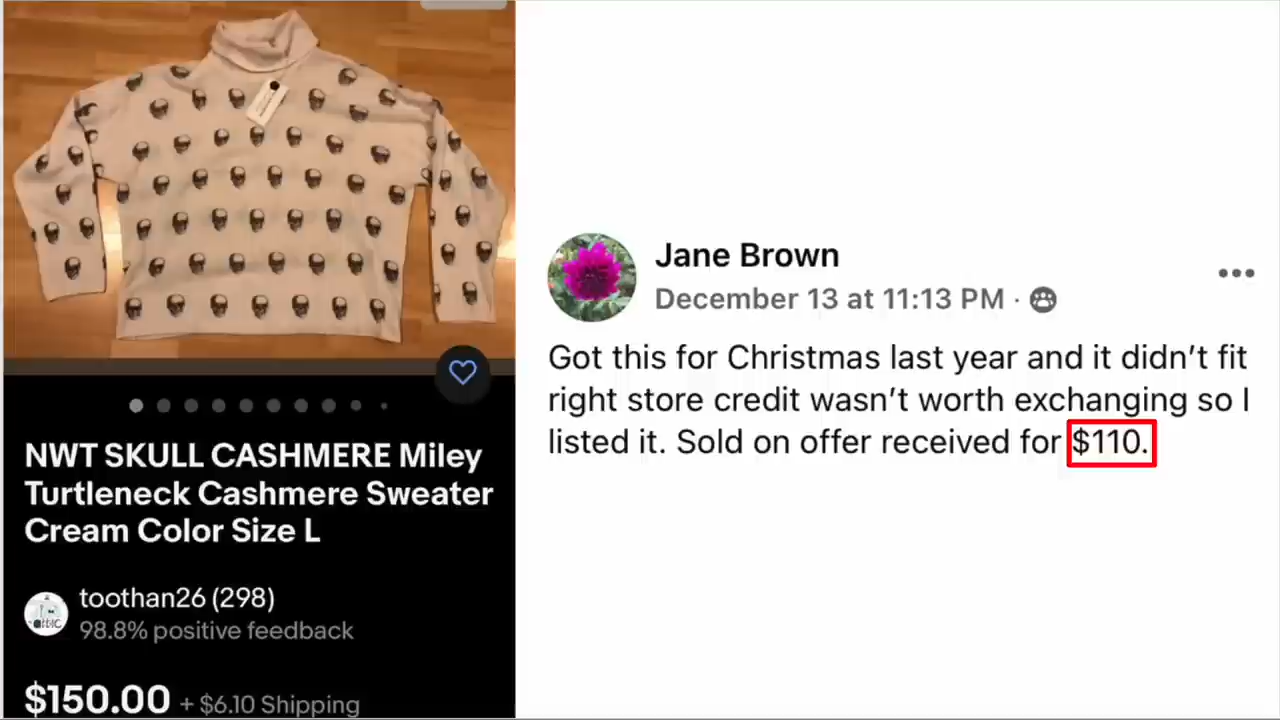 NWT SKULL CASHMERE Miley
Turtleneck Cashmere Sweater
Cream Color Size L
toothan26 (298)
98.8% positive feedback
$150.00 + $6.10 Shipping
Jane Brown
December 13 at 11:13 PM ·
Got this for Christmas last year and it didn’t fit
right store credit wasn’t worth exchanging so I
listed it. Sold on offer received for $110.